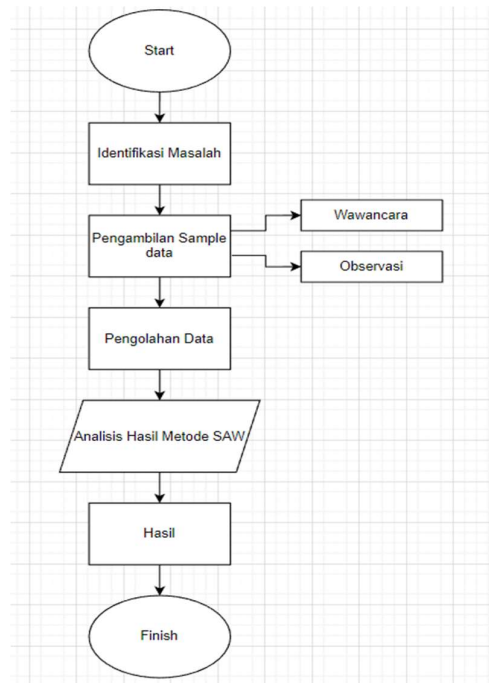 Start
Identifikasi Masalah
Pengambilan Sample
data
Wawancara
Observasi
Pengolahan Data
Analisis Hasil Metode SAW
Hasil
Finish